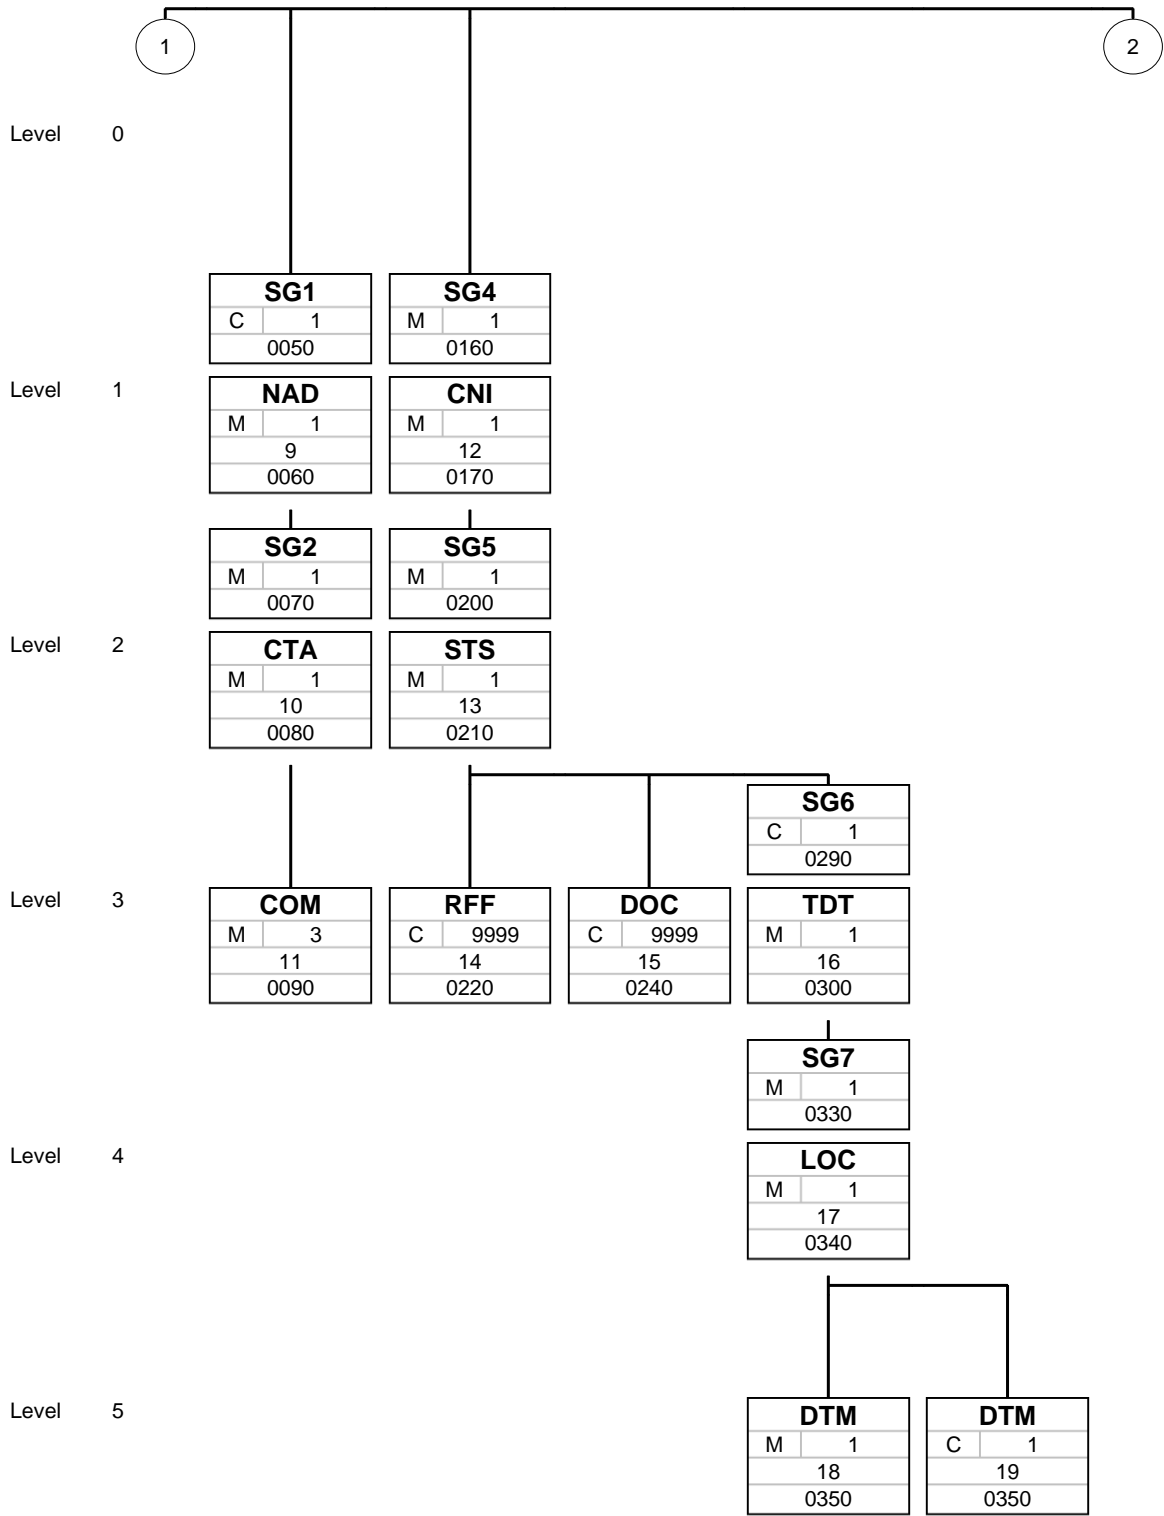 1 2
Level 0
SG1 SG4
C 1 M 1
0050 0160
Level 1 NAD CNI
M 1 M 1
9 12
0060 0170
SG2 SG5
M 1 M 1
0070 0200
Level 2 CTA STS
M 1 M 1
10 13
0080 0210
SG6
C 1
0290
Level 3 COM RFF DOC TDT
M 3 C 9999 C 9999 M 1
11 14 15 16
0090 0220 0240 0300
SG7
M 1
0330
Level 4 LOC
M 1
17
0340
Level 5 DTM DTM
M 1 C 1
18 19
0350 0350